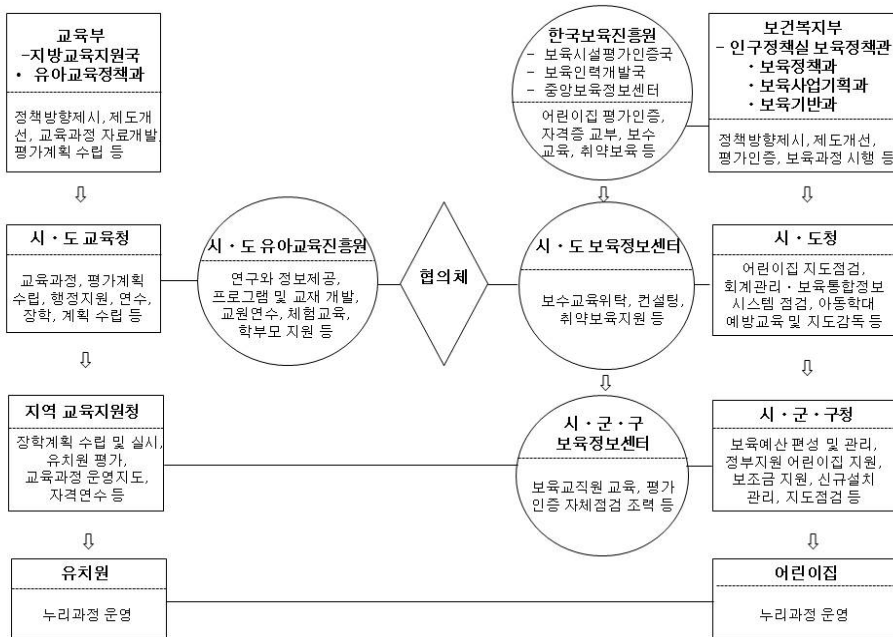 교육부
-지방교육지원국
• 유아교육정책과
정책방향제시, 제도개
선, 교육과정 자료개발,
평가계획 수립 등
한국보육진흥원
- 보육시설평가인증국
- 보육인력개발국
- 중앙보육정보센터
어린이집 평가인증,
자격증 교부, 보수
교육, 취약보육 등
보건복지부
- 인구정책실 보육정책관
・보육정책과
・보육사업기획과
・보육기반과
정책방향제시, 제도개선,
평가인증, 보육과정 시행 등
시・도 교육청
교육과정, 평가계획
수립, 행정지원, 연수,
장학, 계획 수립 등
시・도 유아교육진흥원
연구와 정보제공,
프로그램 및 교재 개발,
교원연수, 체험교육,
학부모 지원 등
협의체
시・도 보육정보센터
보수교육위탁, 컨설팅,
취약보육지원 등
시・도청
어린이집 지도점검,
회계관리・보육통합정보
시스템 점검, 아동학대
예방교육 및 지도감독 등
지역 교육지원청
장학계획 수립 및 실시,
유치원 평가,
교육과정 운영지도,
자격연수 등
시・군・구
보육정보센터
보육교직원 교육, 평가
인증 자체점검 조력 등
시・군・구청
보육예산 편성 및 관리,
정부지원 어린이집 지원,
보조금 지원, 신규설치
관리, 지도점검 등
유치원
누리과정 운영
어린이집
누리과정 운영